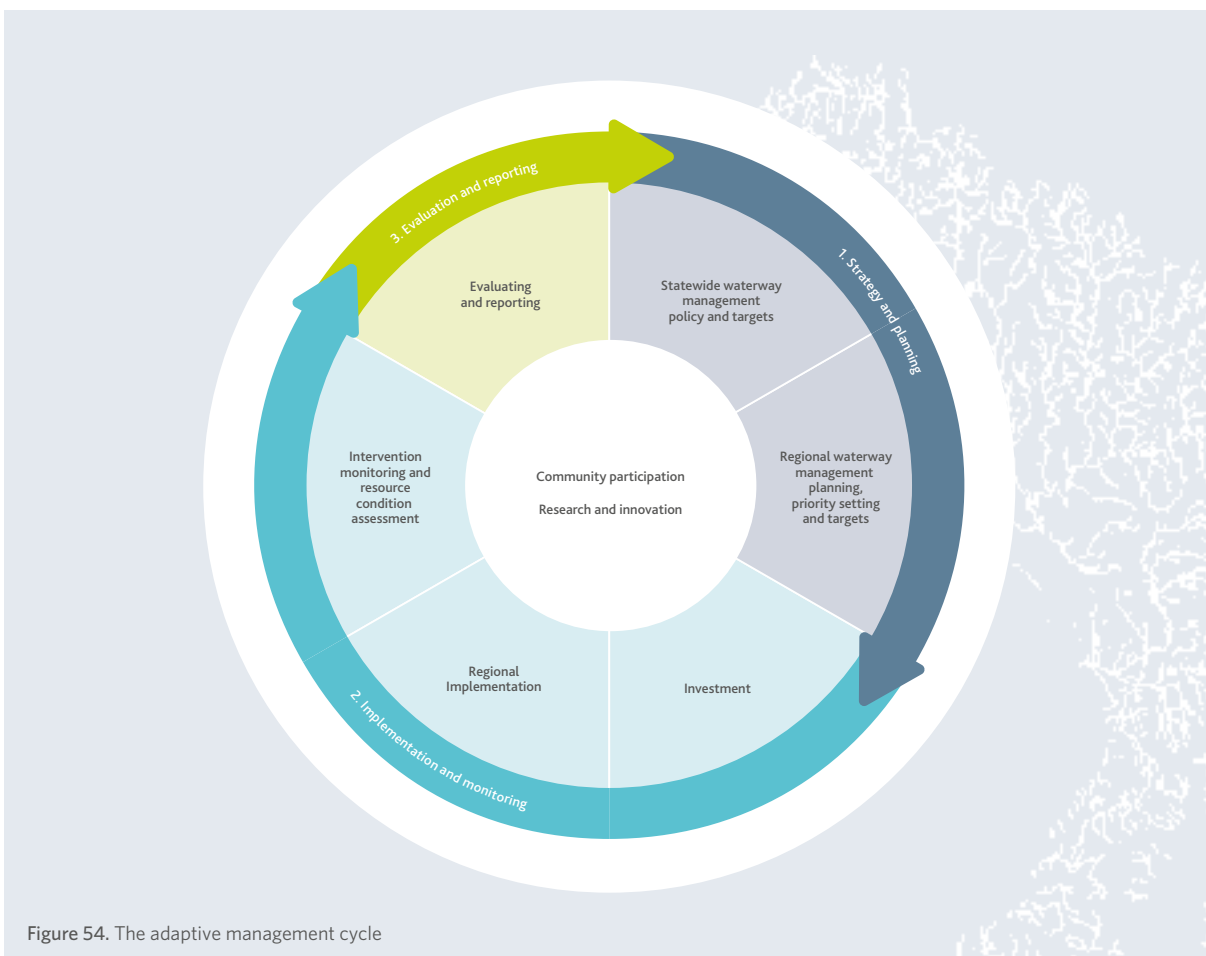 3. Evaluation and reporting
1. Strategy and planning
Evaluating
and reporting
Statewide waterway
management
policy and targets
Intervention
monitoring and
resource
condition
assessment
Community participation
Research and innovation
Regional waterway
management
planning,
priority setting
and targets
Regional
Implementation
Investment
2. Implementation and monitoring
Figure 54. The adaptive management cycle